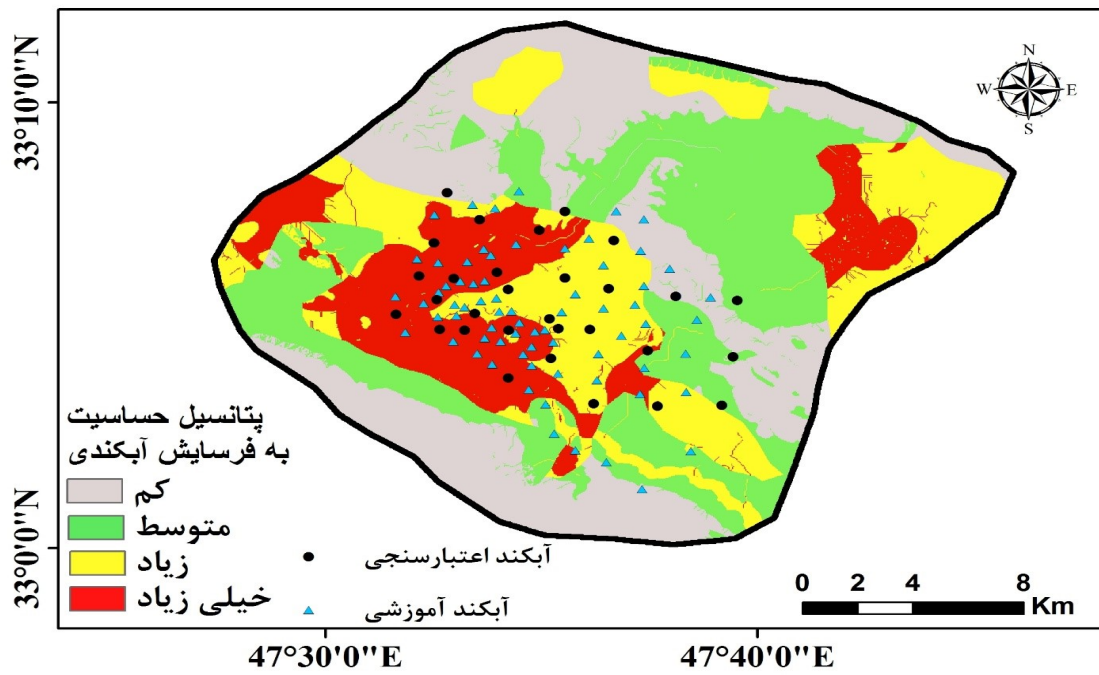 33°10'0"N
33°0'0"N
47°30'0"E
47°40'0"E
N
W
E
S
پتانسیل حساسیت
به فرسایش آبکندی
کم
متوسط
زیاد
خیلی زیاد
آبکند اعتبارسنجی
آبکند آموزشی
0 2 4 8
Km